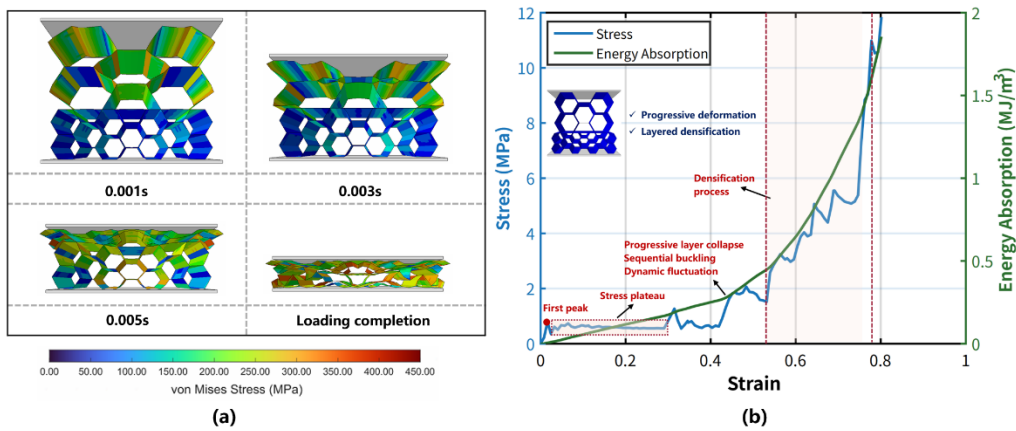 (a)
0.001s
0.003s
0.005s
Loading completion
0.00 50.00 100.00 150.00 200.00 250.00 300.00 350.00 400.00 450.00
von Mises Stress (MPa)
(a)
12
10
8
6
4
2
0
Stress (MPa)
Stress
Energy Absorption
✓ Progressive deformation
✓ Layered densification
Densification
process
Progressive layer collapse
Sequential buckling
Dynamic fluctuation
Stress plateau
First peak
0 0.2 0.4 0.6 0.8 1
Strain
2
1.5
1
0.5
0
Energy Absorption (MJ/m³)
(b)